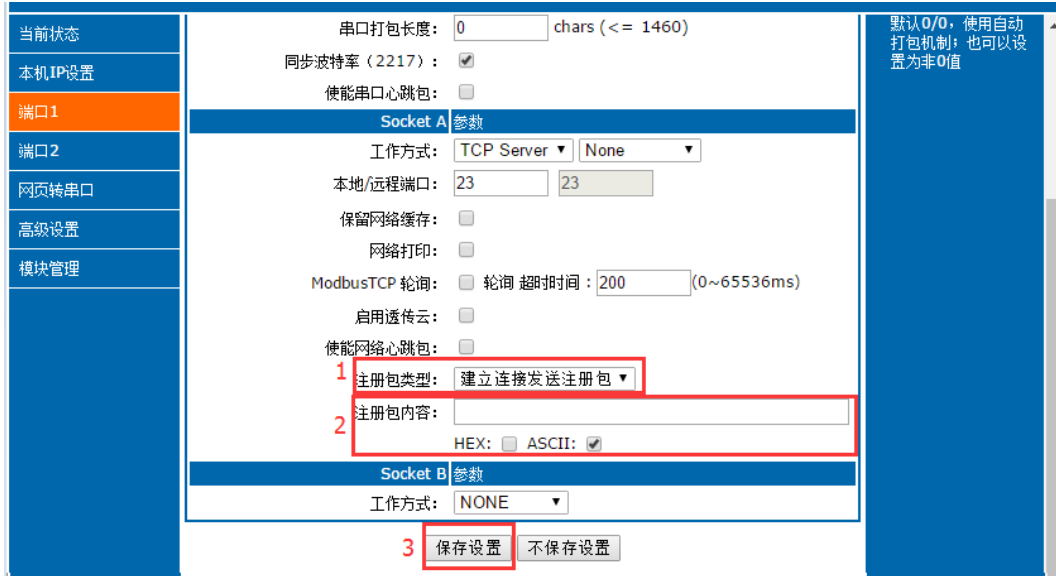 当前状态
本机IP设置
端口1
端口2
网页转串口
高级设置
模块管理
串口打包长度： 0 chars (<= 1460)
同步波特率（2217）：
使能串口心跳包：
Socket A 参数
工作方式： TCP Server None
本地/远程端口： 23 23
保留网络缓存：
网络打印：
ModbusTCP 轮询： 轮询 超时时间：200 (0~65536ms)
启用透传云：
使能网络心跳包：
1 注册包类型： 建立连接发送注册包
2 注册包内容：
HEX: ASCII:
Socket B 参数
工作方式： NONE
3 保存设置 不保存设置
默认0/0，使用自动
打包机制；也可以设
置为非0值